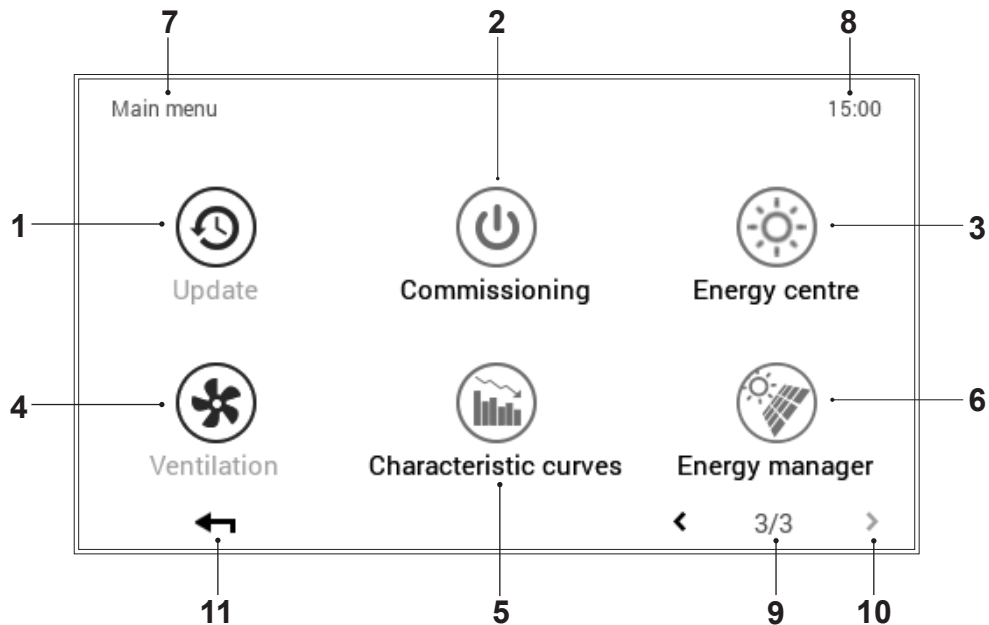 7 2 8
Main menu 15:00
1 3
Update Commissioning Energy centre
4 6
Ventilation Characteristic curves Energy manager
3/3
11 5 9 10